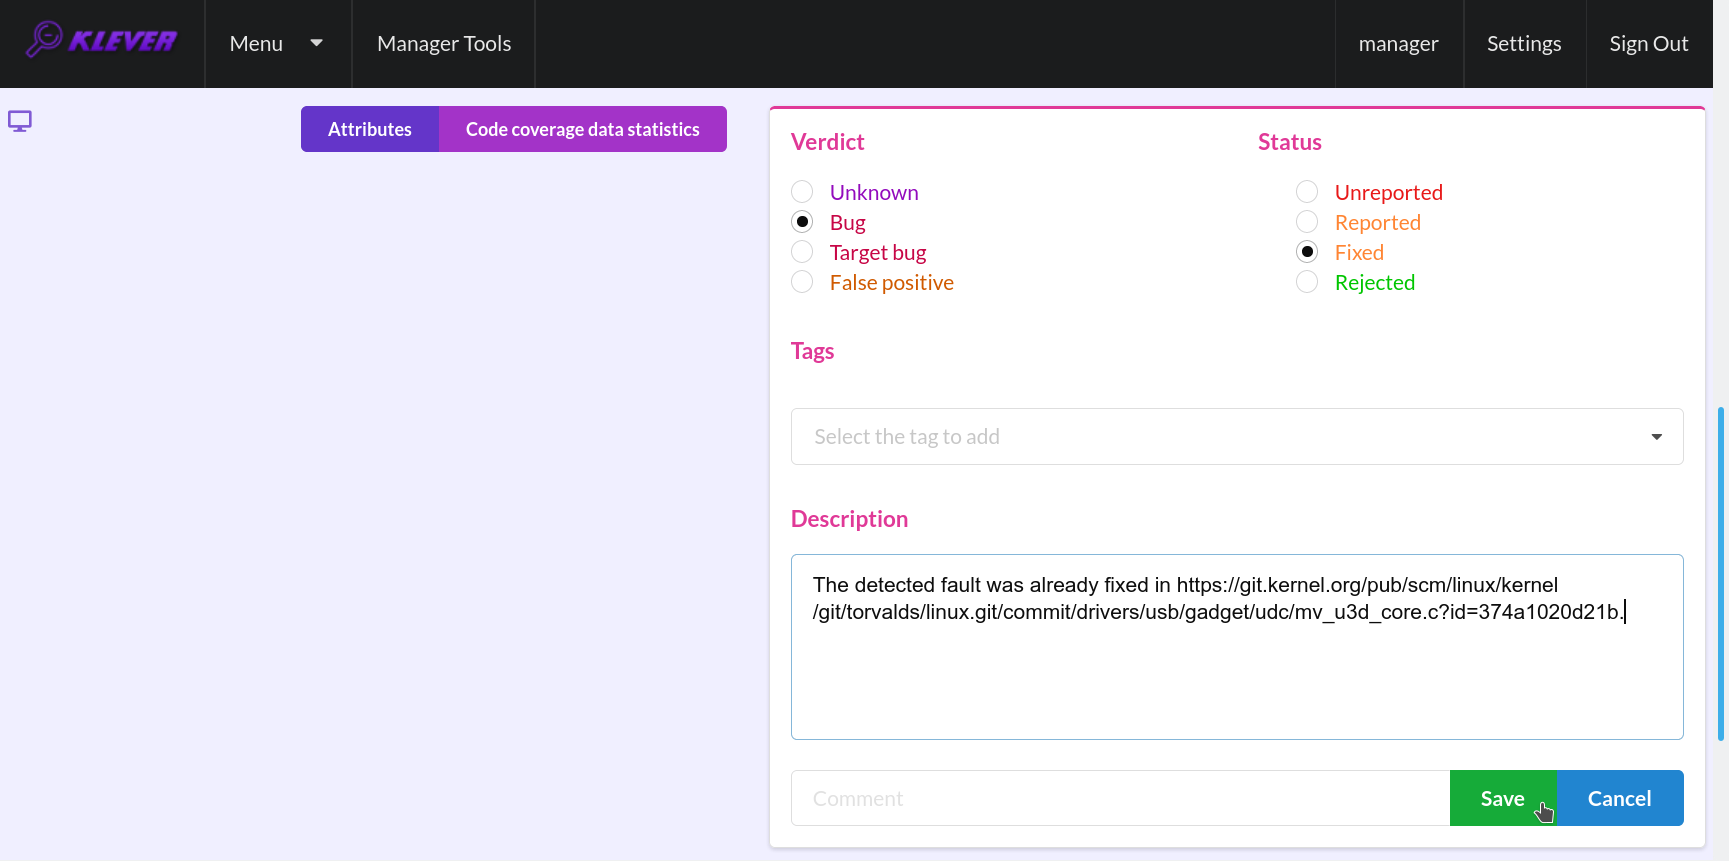 KLEVER
Menu
Manager Tools
manager
Settings
Sign Out
Attributes
Code coverage data statistics
Verdict
Unknown
Bug
Target bug
False positive
Status
Unreported
Reported
Fixed
Rejected
Tags
Select the tag to add
Description
The detected fault was already fixed in https://git.kernel.org/pub/scm/linux/kernel
/git/torvalds/linux.git/commit/drivers/usb/gadget/udc/mv_u3d_core.c?id=374a1020d21b.
Comment
Save
Cancel